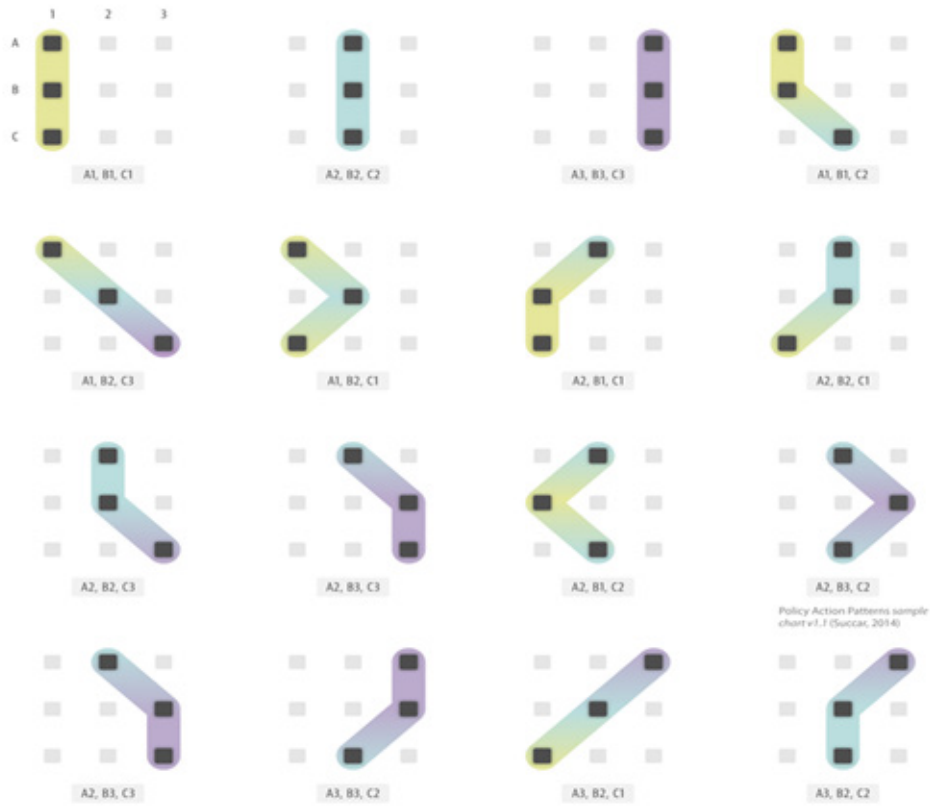 1 2 3
A
B
C
A1, B1, C1
A2, B2, C2
A3, B3, C3
A1, B1, C2
A1, B2, C3
A1, B2, C1
A2, B1, C1
A2, B2, C1
A2, B2, C3
A2, B3, C3
A2, B1, C2
A2, B3, C2
Policy Action Patterns sample
chart v1.1 (Succar, 2014)
A2, B3, C3
A3, B3, C2
A3, B2, C1
A3, B2, C2